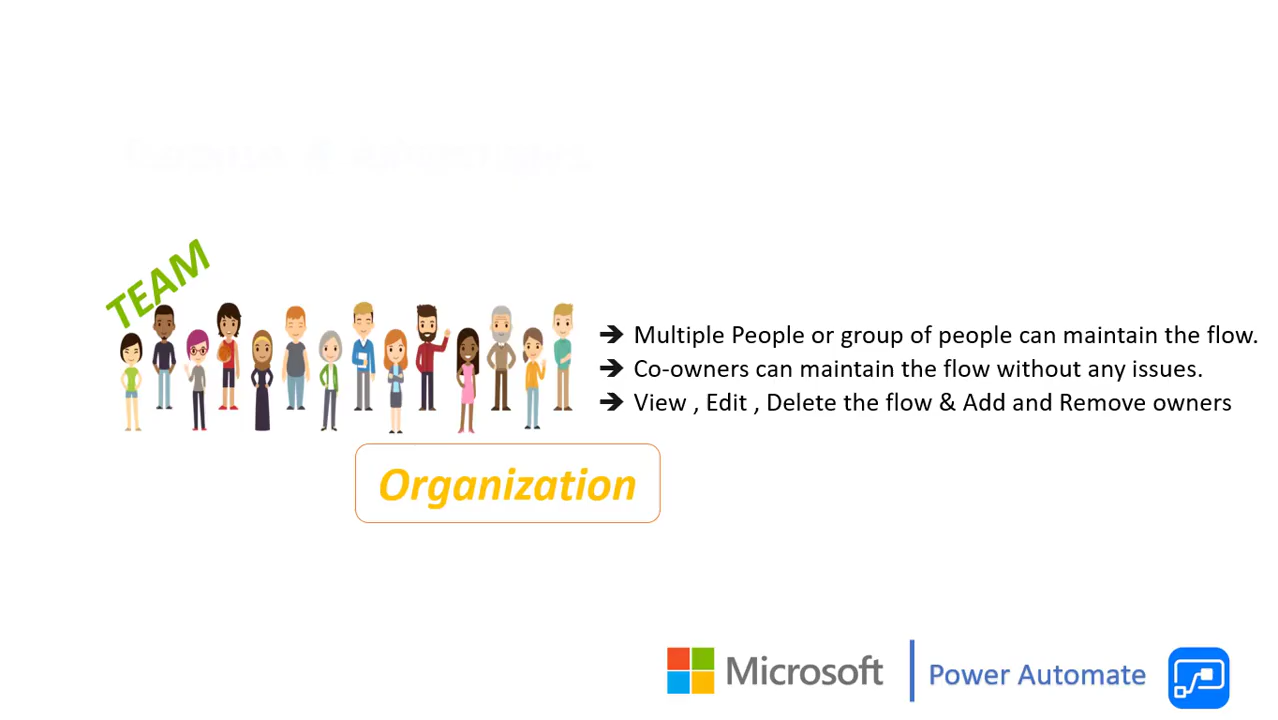 TEAM
➔ Multiple People or group of people can maintain the flow.
➔ Co-owners can maintain the flow without any issues.
➔ View , Edit , Delete the flow & Add and Remove owners
Organization
Microsoft
Power Automate